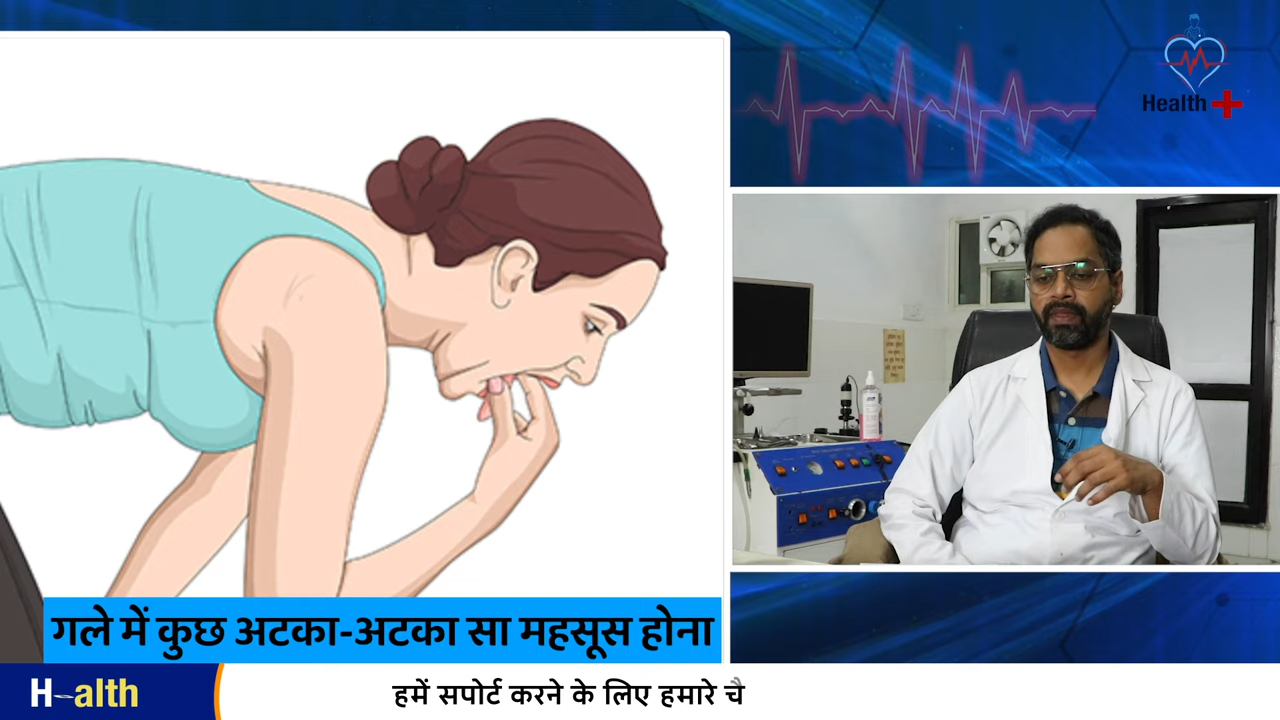 Health
गले में कुछ अटका-अटका सा महसूस होना
H alth
हमें सपोर्ट करने के लिए हमारे चै